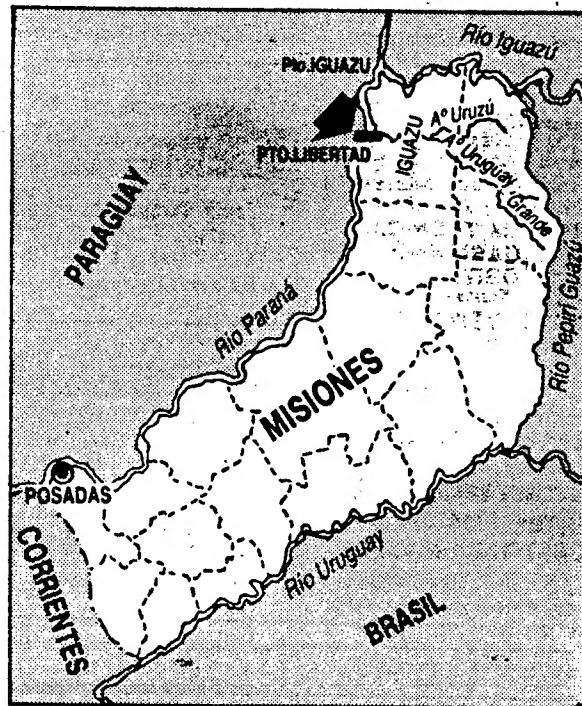 Río Iguazú
Pto.IGUAZU
Aº Uruzú
PTO.LIBERTAD
IGUAZU
Aº Uruguay
Grande
PARAGUAY
Río Pepirí Guazú
Río Paraná
MISIONES
POSADAS
CORRIENTES
Río Uruguay
BRASIL